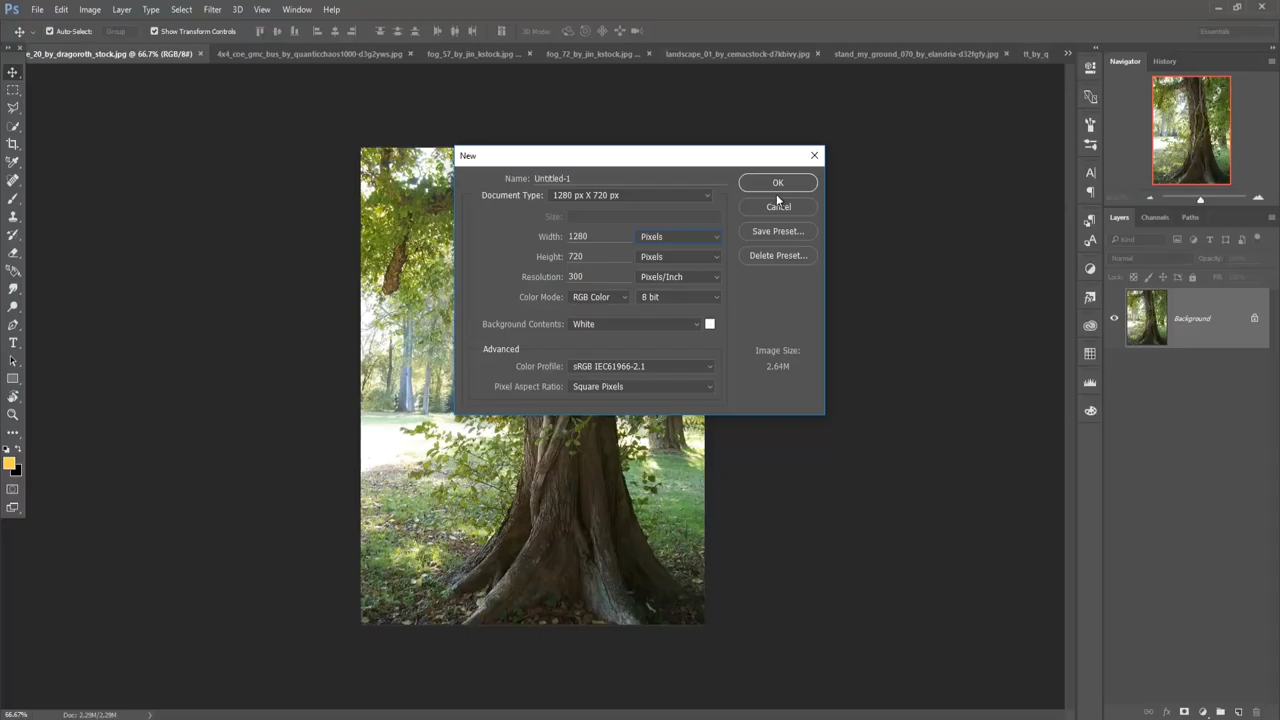 Ps File Edit Image Layer Type Select Filter 3D View Window Help
Auto-Select: Group Show Transform Controls 3D Mode: Essentials
e_20_by_dragoroth_stock.jpg @ 66.7% (RGB/8#) × 4x4_coe_gmc_bus_by_quanticchaos1000-d3g2yws.jpg × fog_57_by_jin_kstock.jpg ... × fog_72_by_jin_kstock.jpg ... × landscape_01_by_cemacstock-d7kbivy.jpg × stand_my_ground_070_by_elandria-d32fgfy.jpg × tt_by_q
Navigator History
New
Name: Untitled-1
Document Type: 1280 px X 720 px
Size:
Width: 1280 Pixels
Height: 720 Pixels
Resolution: 300 Pixels/Inch
Color Mode: RGB Color 8 bit
Background Contents: White
Advanced
Color Profile: sRGB IEC61966-2.1
Pixel Aspect Ratio: Square Pixels
OK
Cancel
Save Preset...
Delete Preset...
Image Size:
2.64M
Layers Channels Paths
Kind
Normal Opacity:
Lock: Fill: 100%
Background
66.67% Doc: 2.29M/2.29M